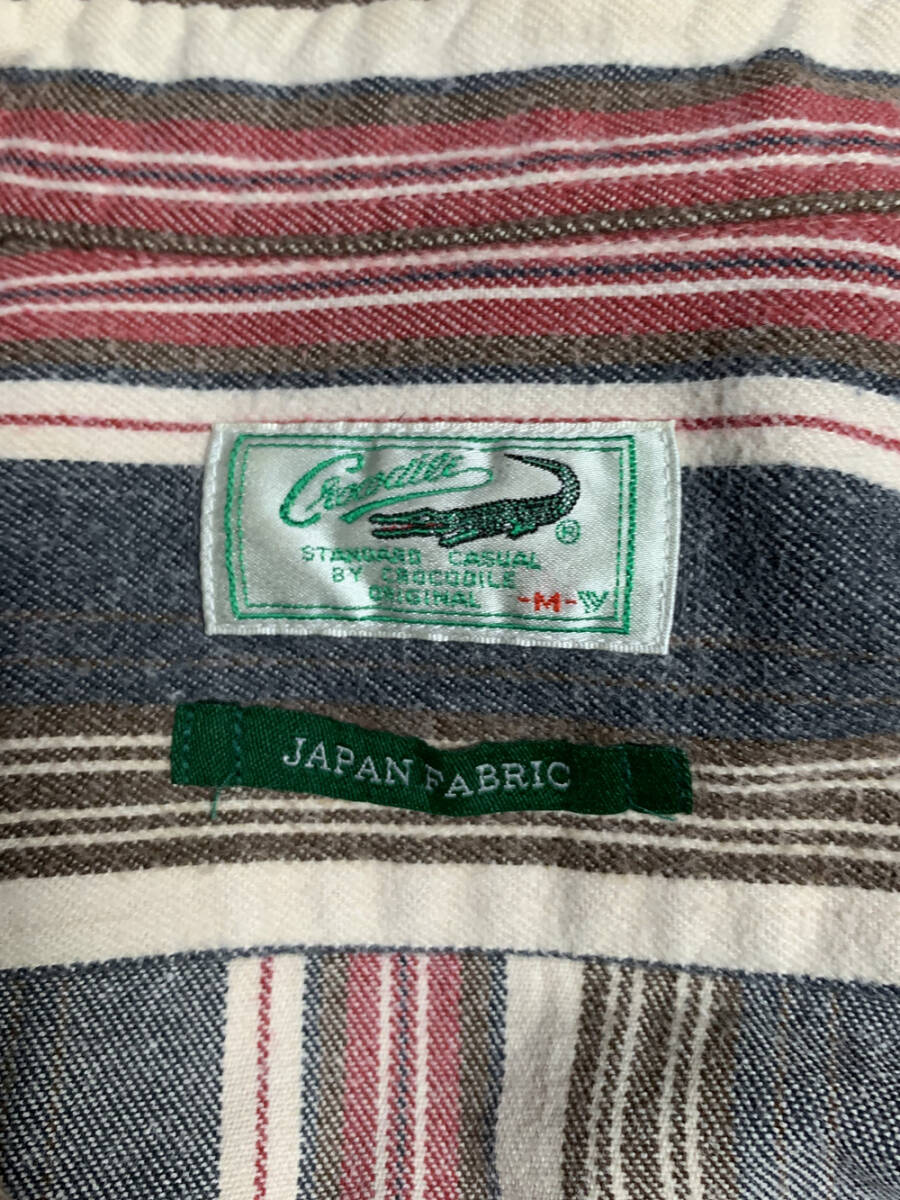 Crocodile ®
STANDARD CASUAL
BY CROCODILE
ORIGINAL -M-W
JAPAN FABRIC